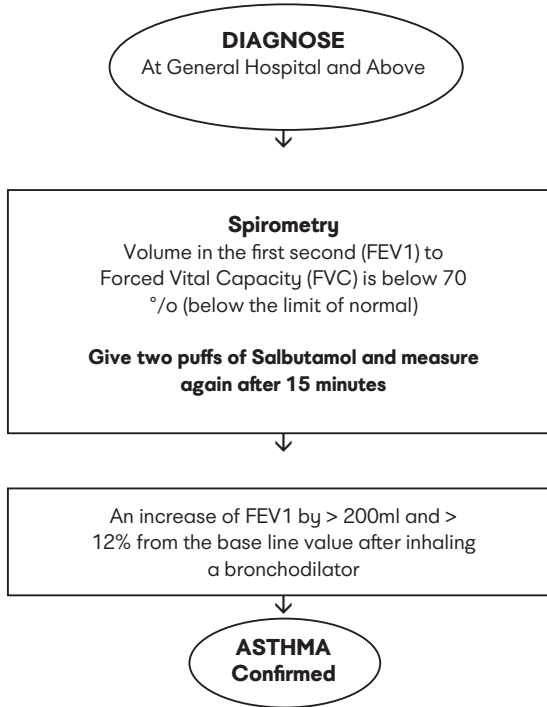 DIAGNOSE
At General Hospital and Above
Spirometry
Volume in the first second (FEV1) to
Forced Vital Capacity (FVC) is below 70
°/o (below the limit of normal)
Give two puffs of Salbutamol and measure
again after 15 minutes
An increase of FEV1 by > 200ml and >
12% from the base line value after inhaling
a bronchodilator
ASTHMA
Confirmed